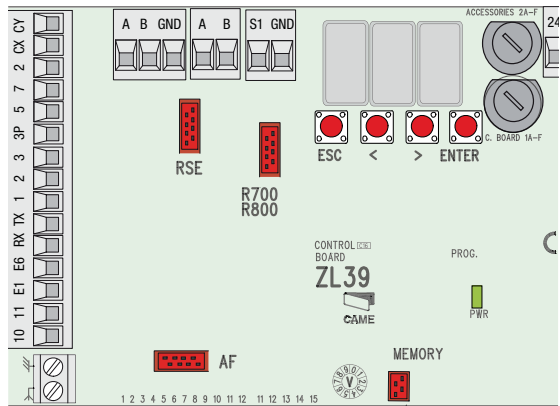 ACCESSORIES 2A-F
A B GND A B S1 GND 24
CY
CX
2
7
5
3P
3
2
1
TX
RX
E6
E1
11
10
C. BOARD 1A-F
ESC < > ENTER
RSE
R700
R800
CONTROL
BOARD
ZL39
CAME
PROG.
PWR
AF
MEMORY
V
1 2 3 4 5 6 7 8 9 10 11 12 11 12 13 14 15